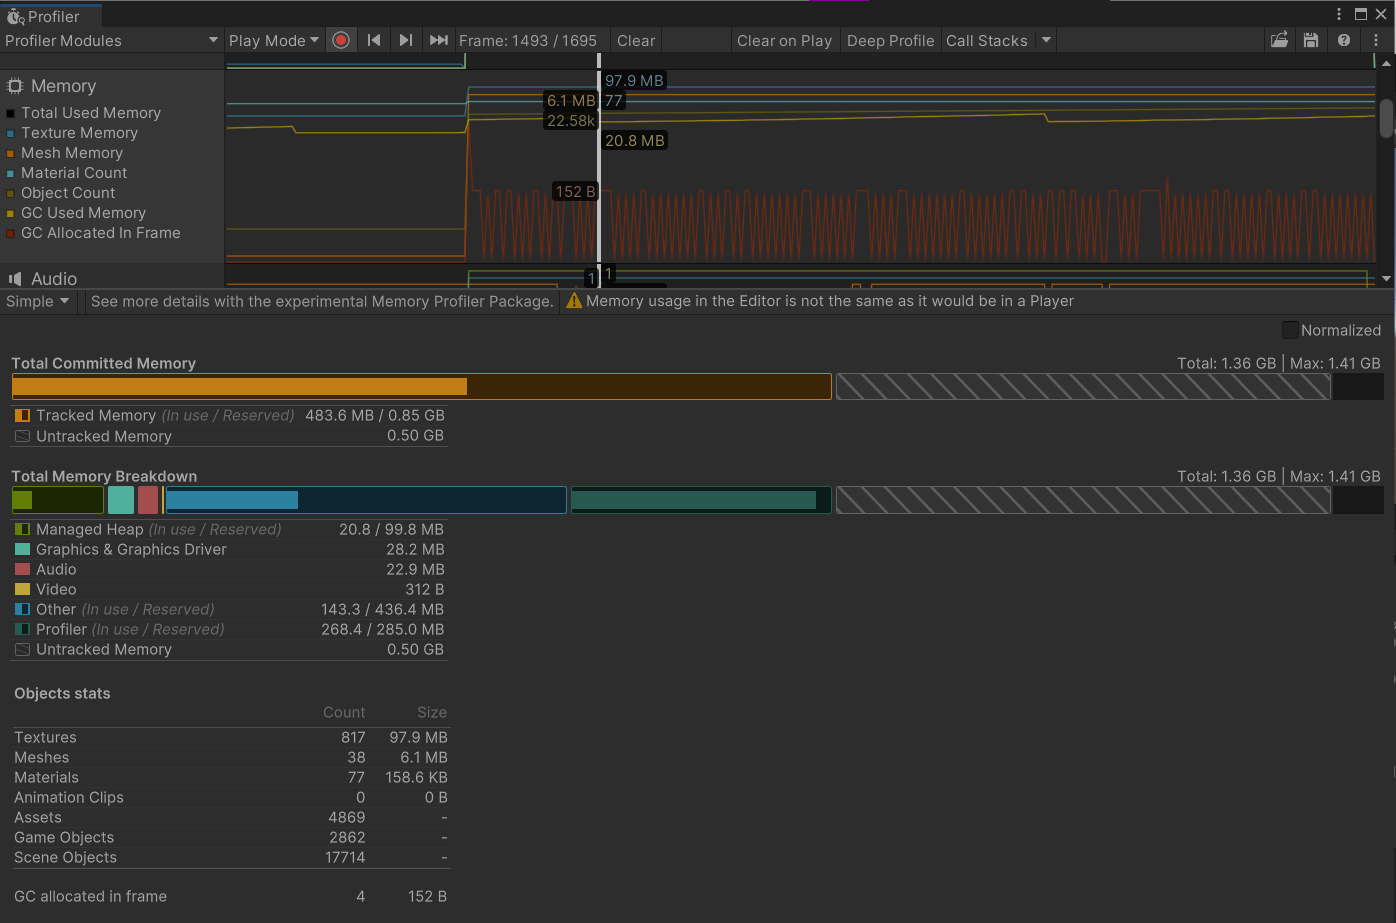 Profiler
Profiler Modules Play Mode Frame: 1493 / 1695 Clear Clear on Play Deep Profile Call Stacks
Memory
Total Used Memory
Texture Memory
Mesh Memory
Material Count
Object Count
GC Used Memory
GC Allocated In Frame
97.9 MB
6.1 MB 77
22.58k
20.8 MB
152 B
Audio 1 1
Simple See more details with the experimental Memory Profiler Package. Memory usage in the Editor is not the same as it would be in a Player
Normalized
Total Committed Memory Total: 1.36 GB | Max: 1.41 GB
Tracked Memory (In use / Reserved) 483.6 MB / 0.85 GB
Untracked Memory 0.50 GB
Total Memory Breakdown Total: 1.36 GB | Max: 1.41 GB
Managed Heap (In use / Reserved) 20.8 / 99.8 MB
Graphics & Graphics Driver 28.2 MB
Audio 22.9 MB
Video 312 B
Other (In use / Reserved) 143.3 / 436.4 MB
Profiler (In use / Reserved) 268.4 / 285.0 MB
Untracked Memory 0.50 GB
Objects stats
Count Size
Textures 817 97.9 MB
Meshes 38 6.1 MB
Materials 77 158.6 KB
Animation Clips 0 0 B
Assets 4869 -
Game Objects 2862 -
Scene Objects 17714 -
GC allocated in frame 4 152 B